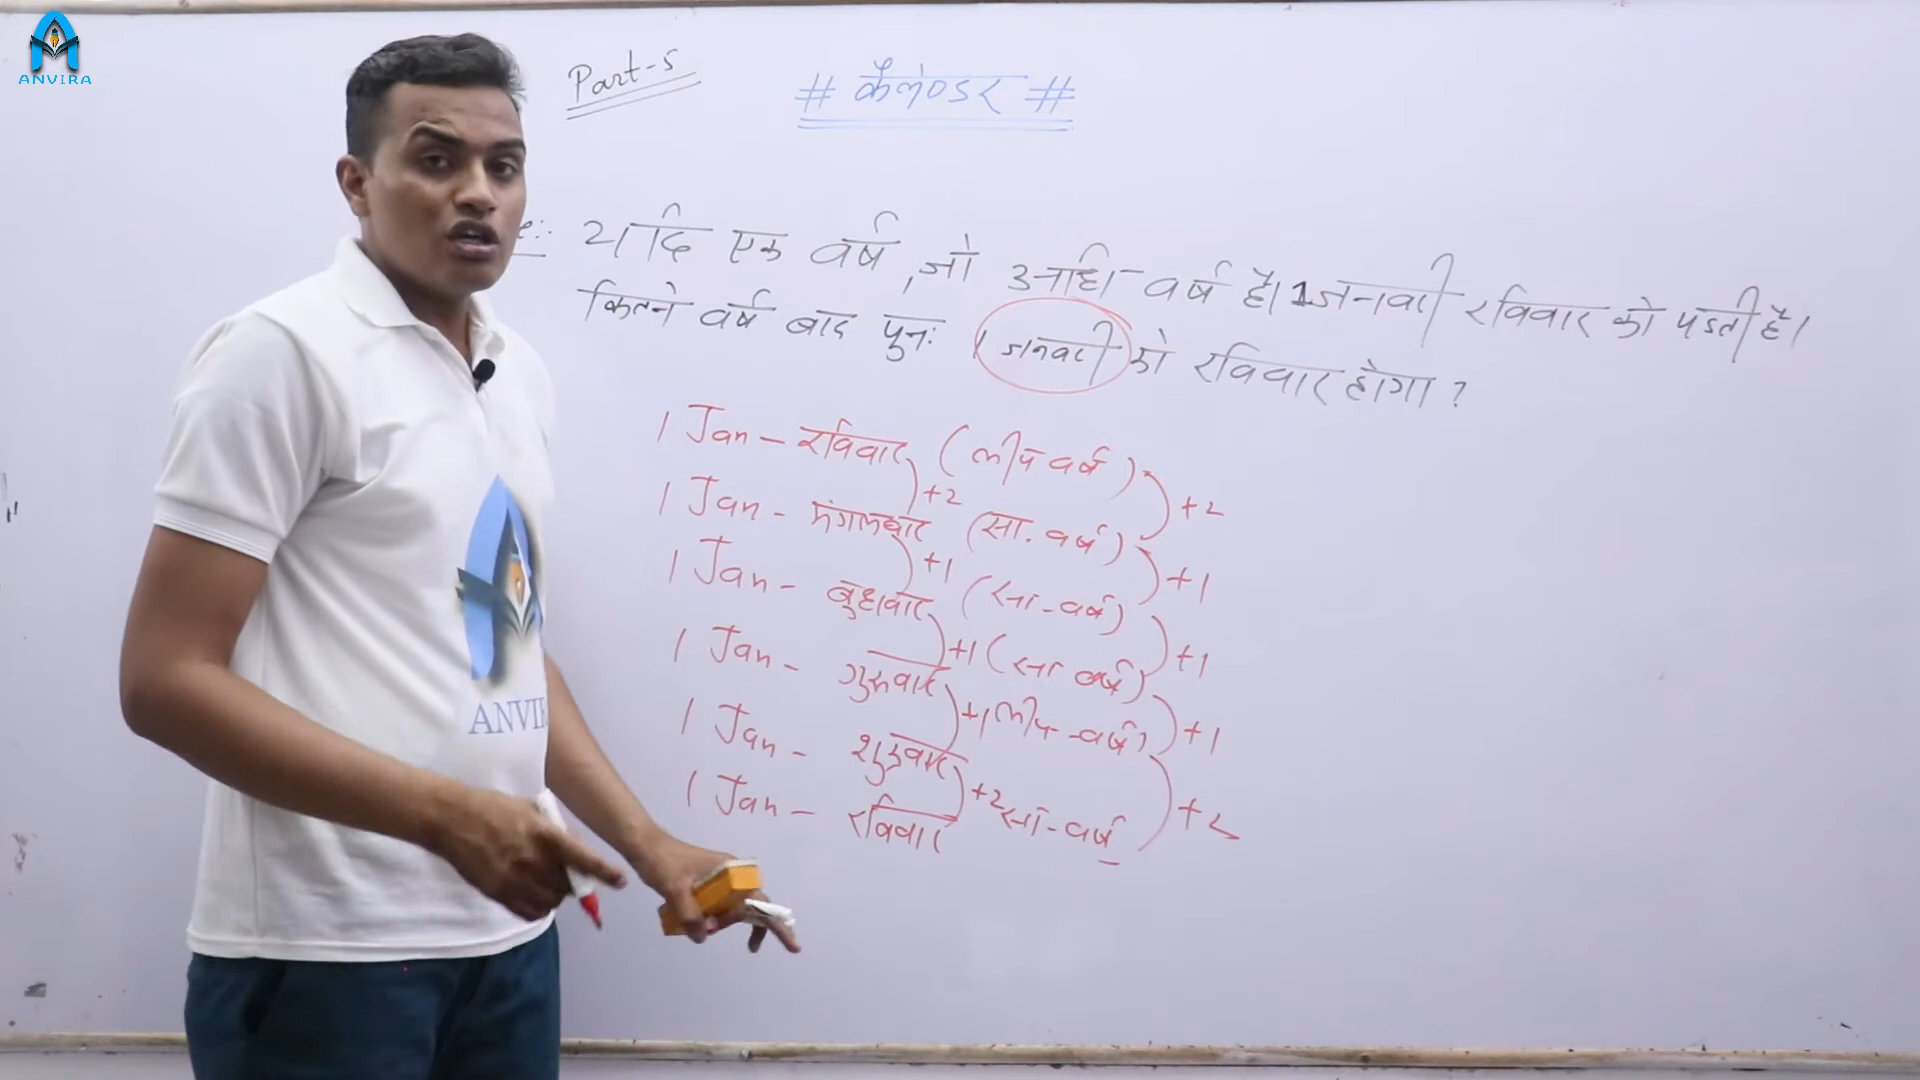 ANVIRA
Part-5
# कैलेण्डर #
यदि एक वर्ष, जो अधि वर्ष है। 1 जनवरी रविवार को पडती है।
कितने वर्ष बाद पुनः 1 जनवरी को रविवार होगा ?
1 Jan - रविवार (लीप वर्ष) +2
+2
1 Jan - मंगलवार (सा. वर्ष) +1
+1
1 Jan - बुधवार (सा-वर्ष) +1
+1
1 Jan - गुरुवार (सा वर्ष) +1
+1
1 Jan - शुक्रवार लीप-वर्ष) +2
+2
1 Jan - रविवार सा-वर्ष
ANVI